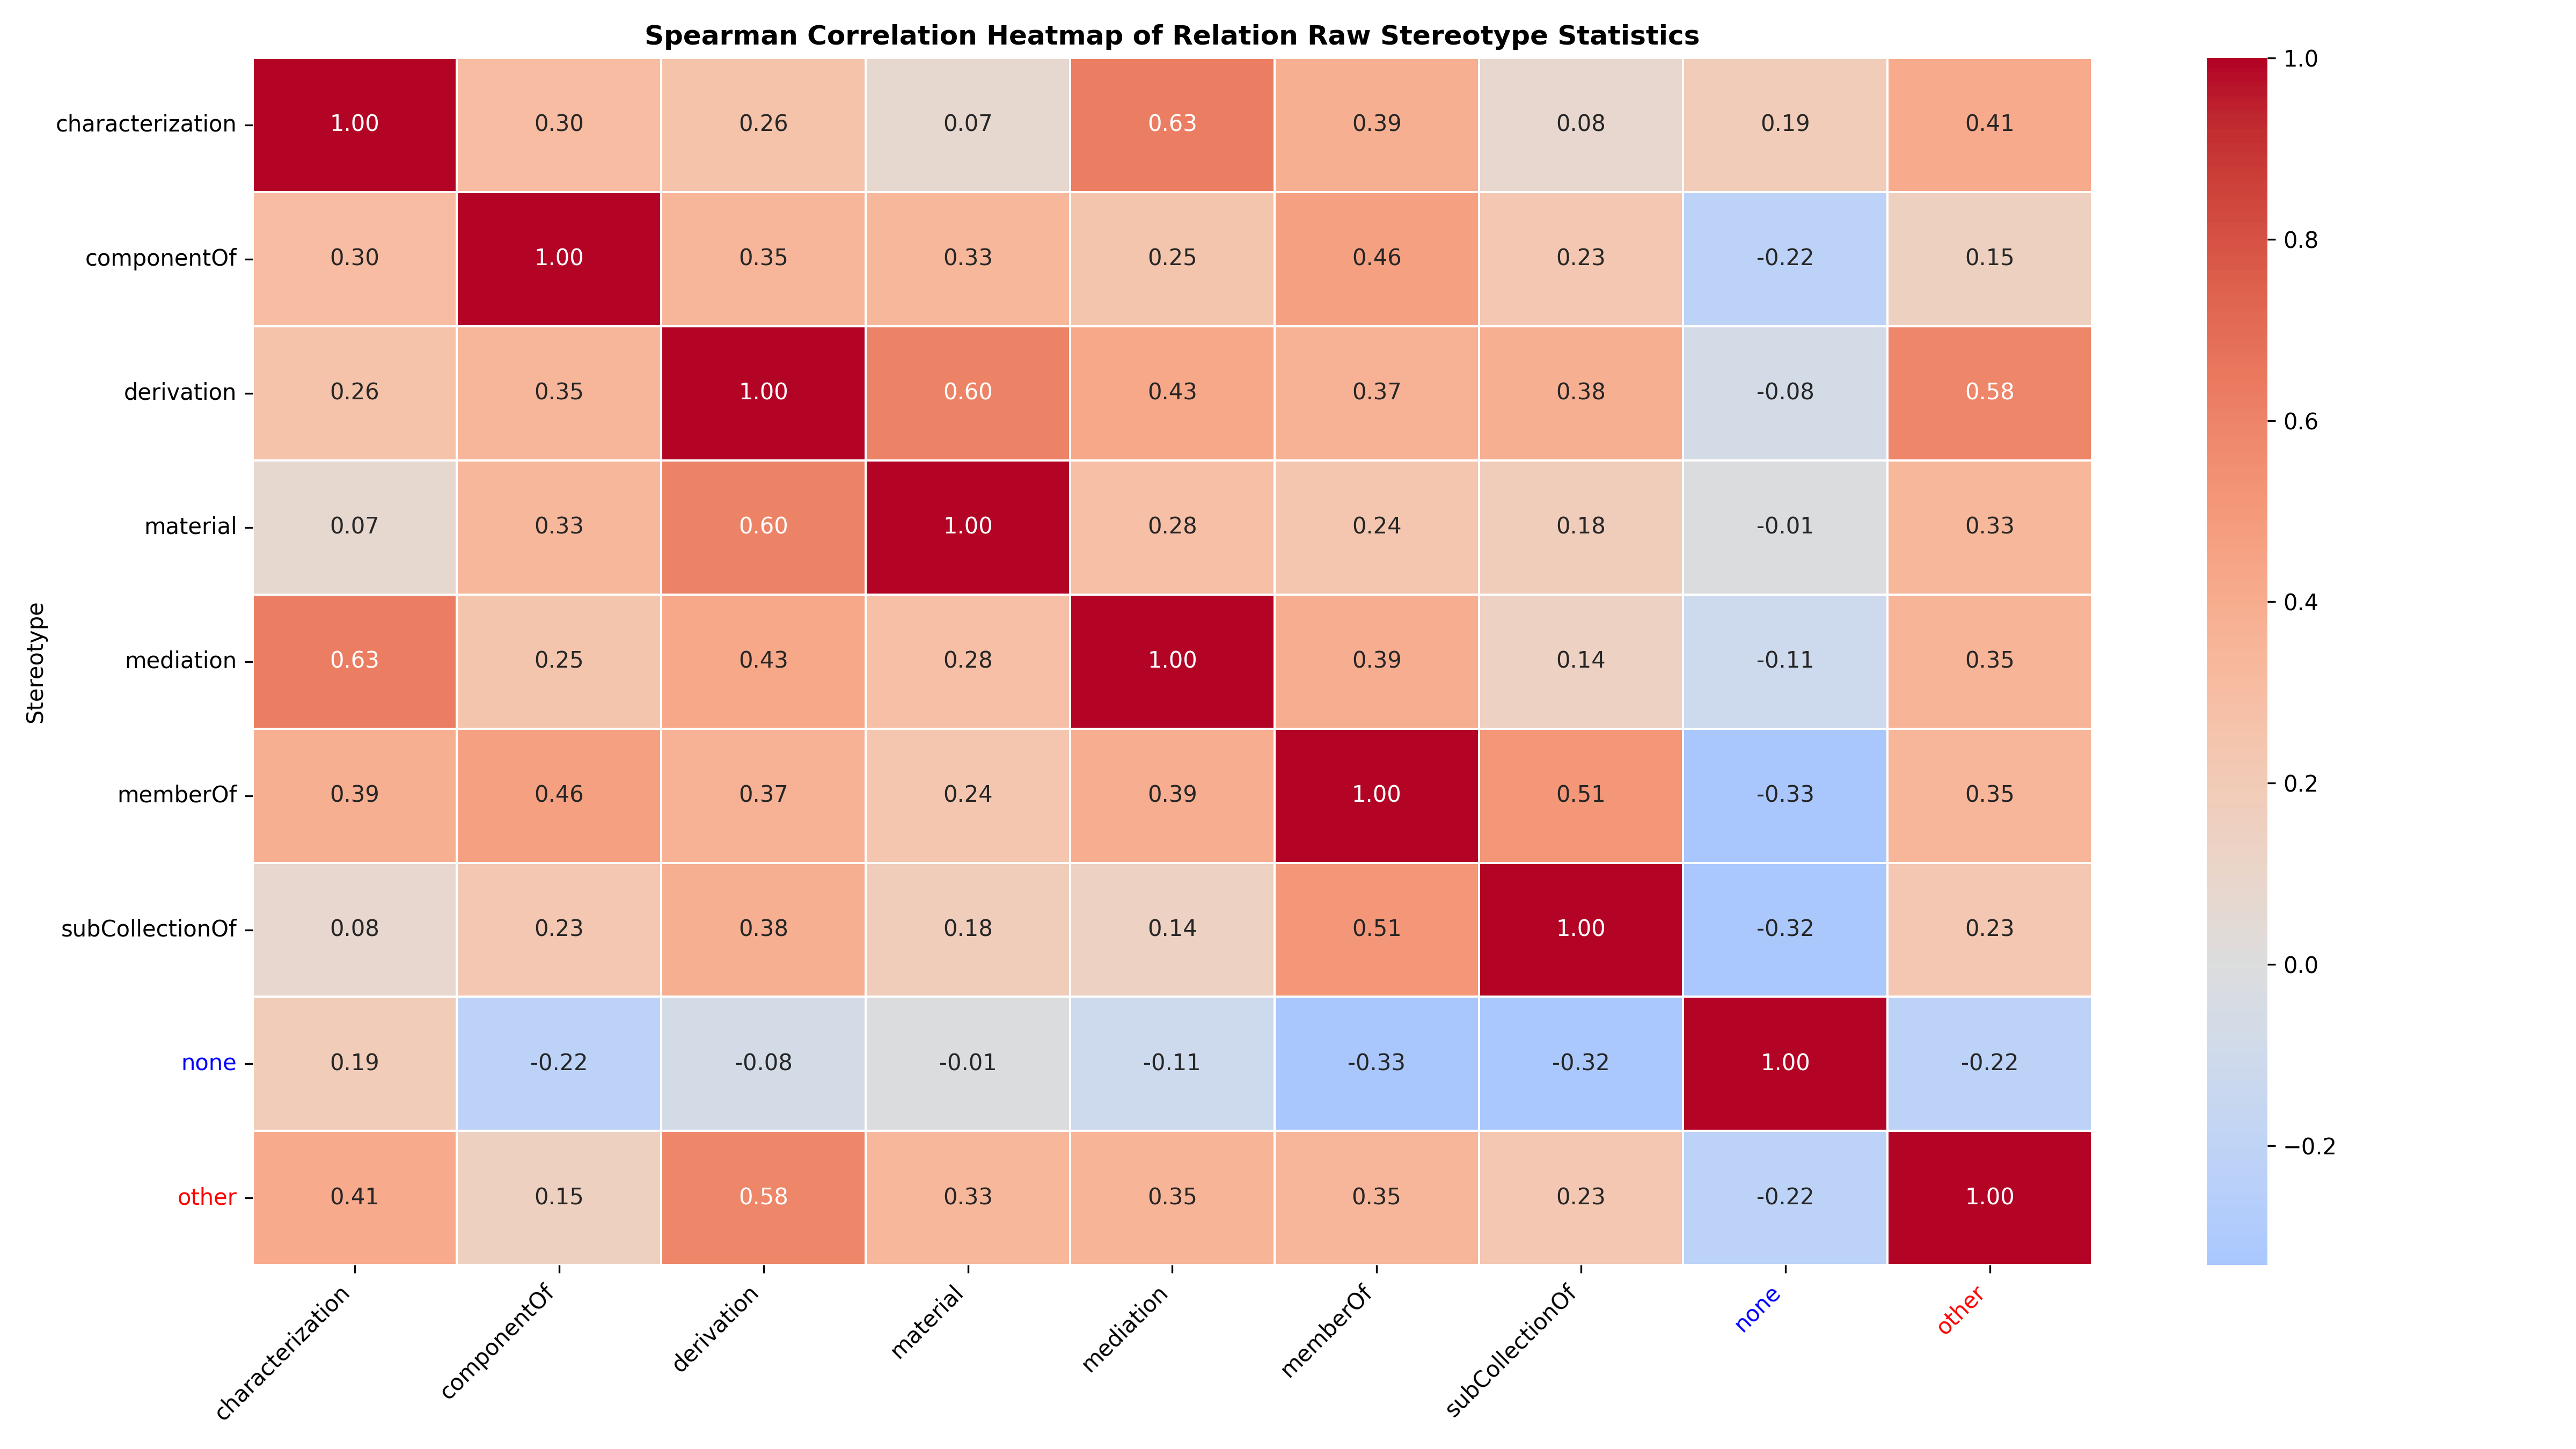 Spearman Correlation Heatmap of Relation Raw Stereotype Statistics
Stereotype
characterization 1.00 0.30 0.26 0.07 0.63 0.39 0.08 0.19 0.41
componentOf 0.30 1.00 0.35 0.33 0.25 0.46 0.23 -0.22 0.15
derivation 0.26 0.35 1.00 0.60 0.43 0.37 0.38 -0.08 0.58
material 0.07 0.33 0.60 1.00 0.28 0.24 0.18 -0.01 0.33
mediation 0.63 0.25 0.43 0.28 1.00 0.39 0.14 -0.11 0.35
memberOf 0.39 0.46 0.37 0.24 0.39 1.00 0.51 -0.33 0.35
subCollectionOf 0.08 0.23 0.38 0.18 0.14 0.51 1.00 -0.32 0.23
none 0.19 -0.22 -0.08 -0.01 -0.11 -0.33 -0.32 1.00 -0.22
other 0.41 0.15 0.58 0.33 0.35 0.35 0.23 -0.22 1.00
characterization componentOf derivation material mediation memberOf subCollectionOf none other
1.0
0.8
0.6
0.4
0.2
0.0
−0.2